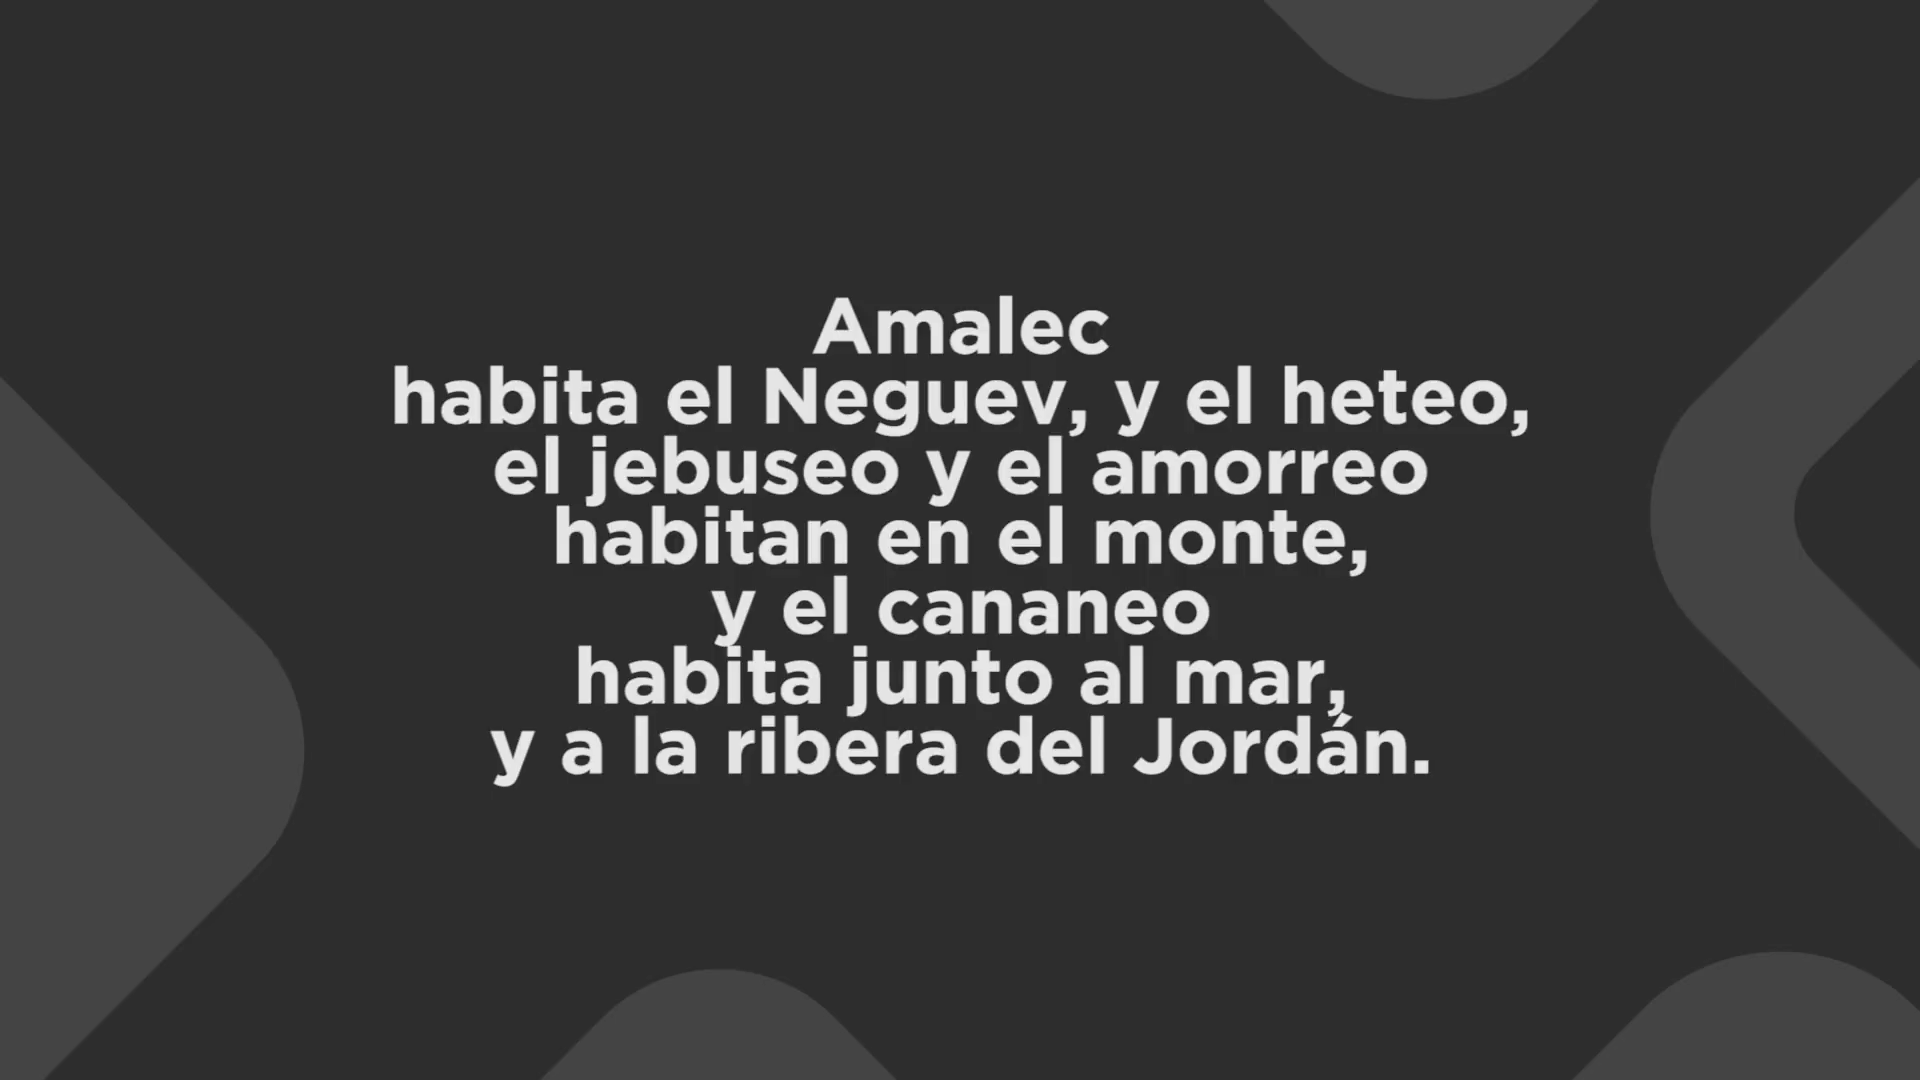 Amalec
habita el Neguev, y el heteo,
el jebuseo y el amorreo
habitan en el monte,
y el cananeo
habita junto al mar,
y a la ribera del Jordán.